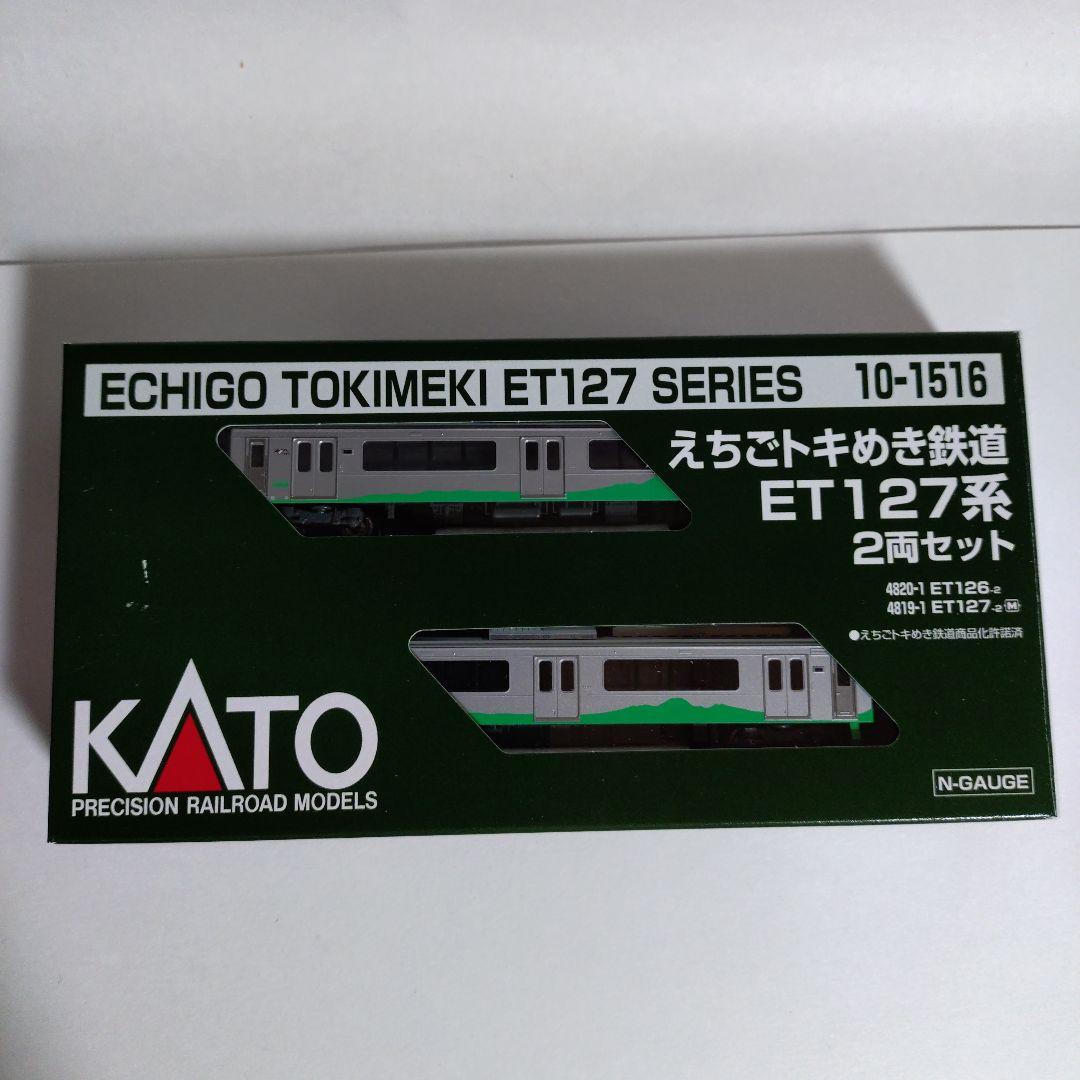 ECHIGO TOKIMEKI ET127 SERIES 10-1516
えちごトキめき鉄道
ET127系
2両セット
4820-1 ET126-2
4819-1 ET127-2 M
●えちごトキめき鉄道商品化許諾済
KATO
PRECISION RAILROAD MODELS
N-GAUGE